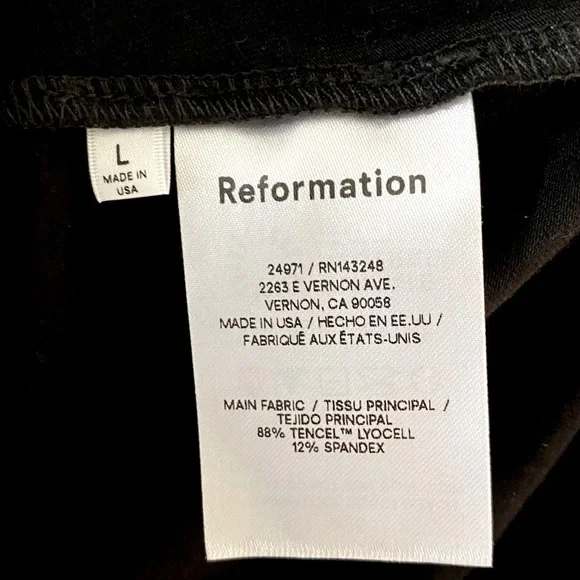 L
MADE IN
USA
Reformation
24971 / RN143248
2263 E VERNON AVE.
VERNON, CA 90058
MADE IN USA / HECHO EN EE.UU /
FABRIQUÉ AUX ÉTATS-UNIS
MAIN FABRIC / TISSU PRINCIPAL /
TEJIDO PRINCIPAL
88% TENCEL™ LYOCELL
12% SPANDEX